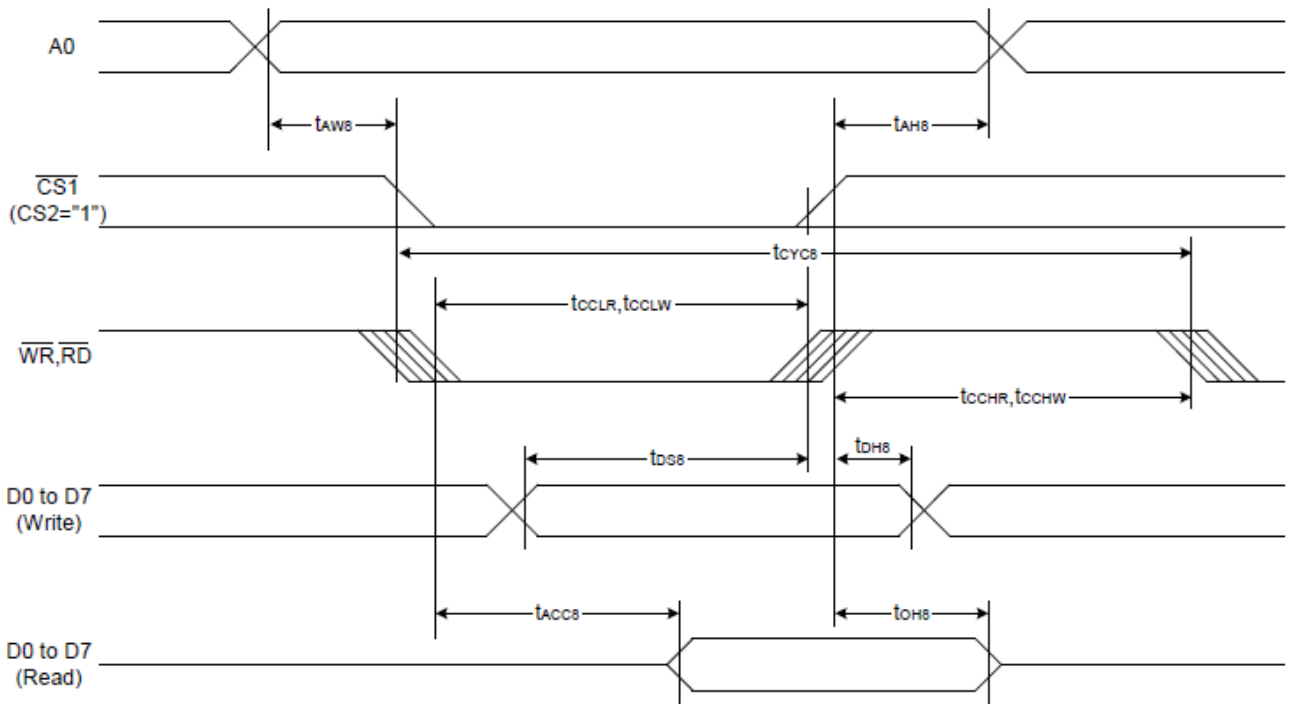 A0
tAW8
tAH8
CS1
(CS2="1")
tCYC8
tCCLR,tCCLW
WR,RD
tCCHR,tCCHW
tDS8
tDH8
D0 to D7
(Write)
tACC8
tOH8
D0 to D7
(Read)